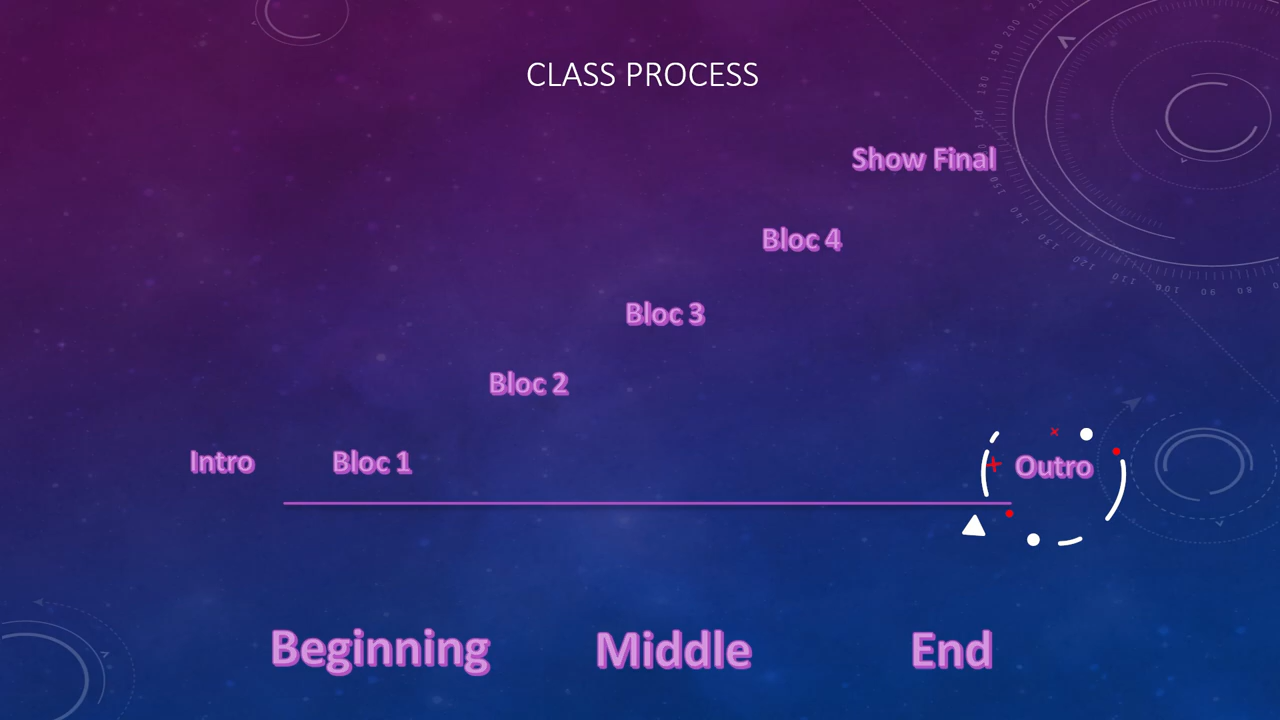 CLASS PROCESS
Show Final
Bloc 4
Bloc 3
Bloc 2
Intro
Bloc 1
Outro
Beginning
Middle
End